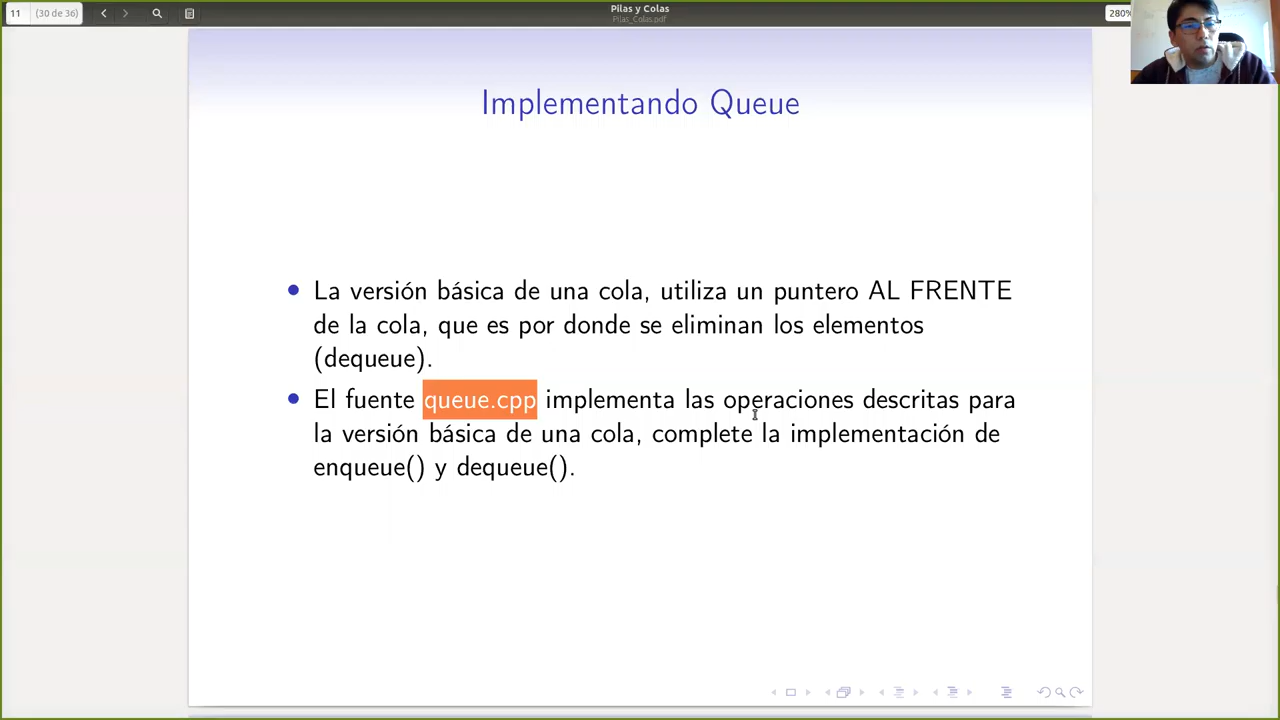 11 (30 de 36)
Pilas y Colas
Pilas_Colas.pdf
280%
Implementando Queue
La versión básica de una cola, utiliza un puntero AL FRENTE
de la cola, que es por donde se eliminan los elementos
(dequeue).
El fuente queue.cpp implementa las operaciones descritas para
la versión básica de una cola, complete la implementación de
enqueue() y dequeue().